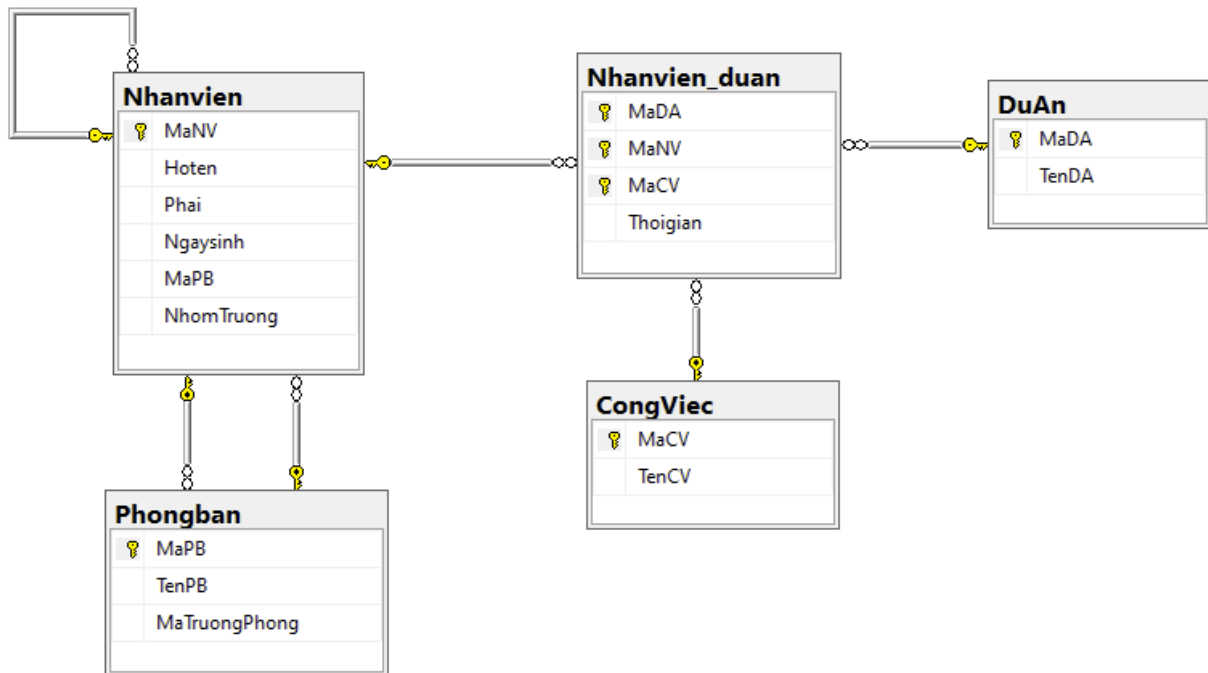 Nhanvien
MaNV
Hoten
Phai
Ngaysinh
MaPB
NhomTruong
Nhanvien_duan
MaDA
MaNV
MaCV
Thoigian
DuAn
MaDA
TenDA
CongViec
MaCV
TenCV
Phongban
MaPB
TenPB
MaTruongPhong